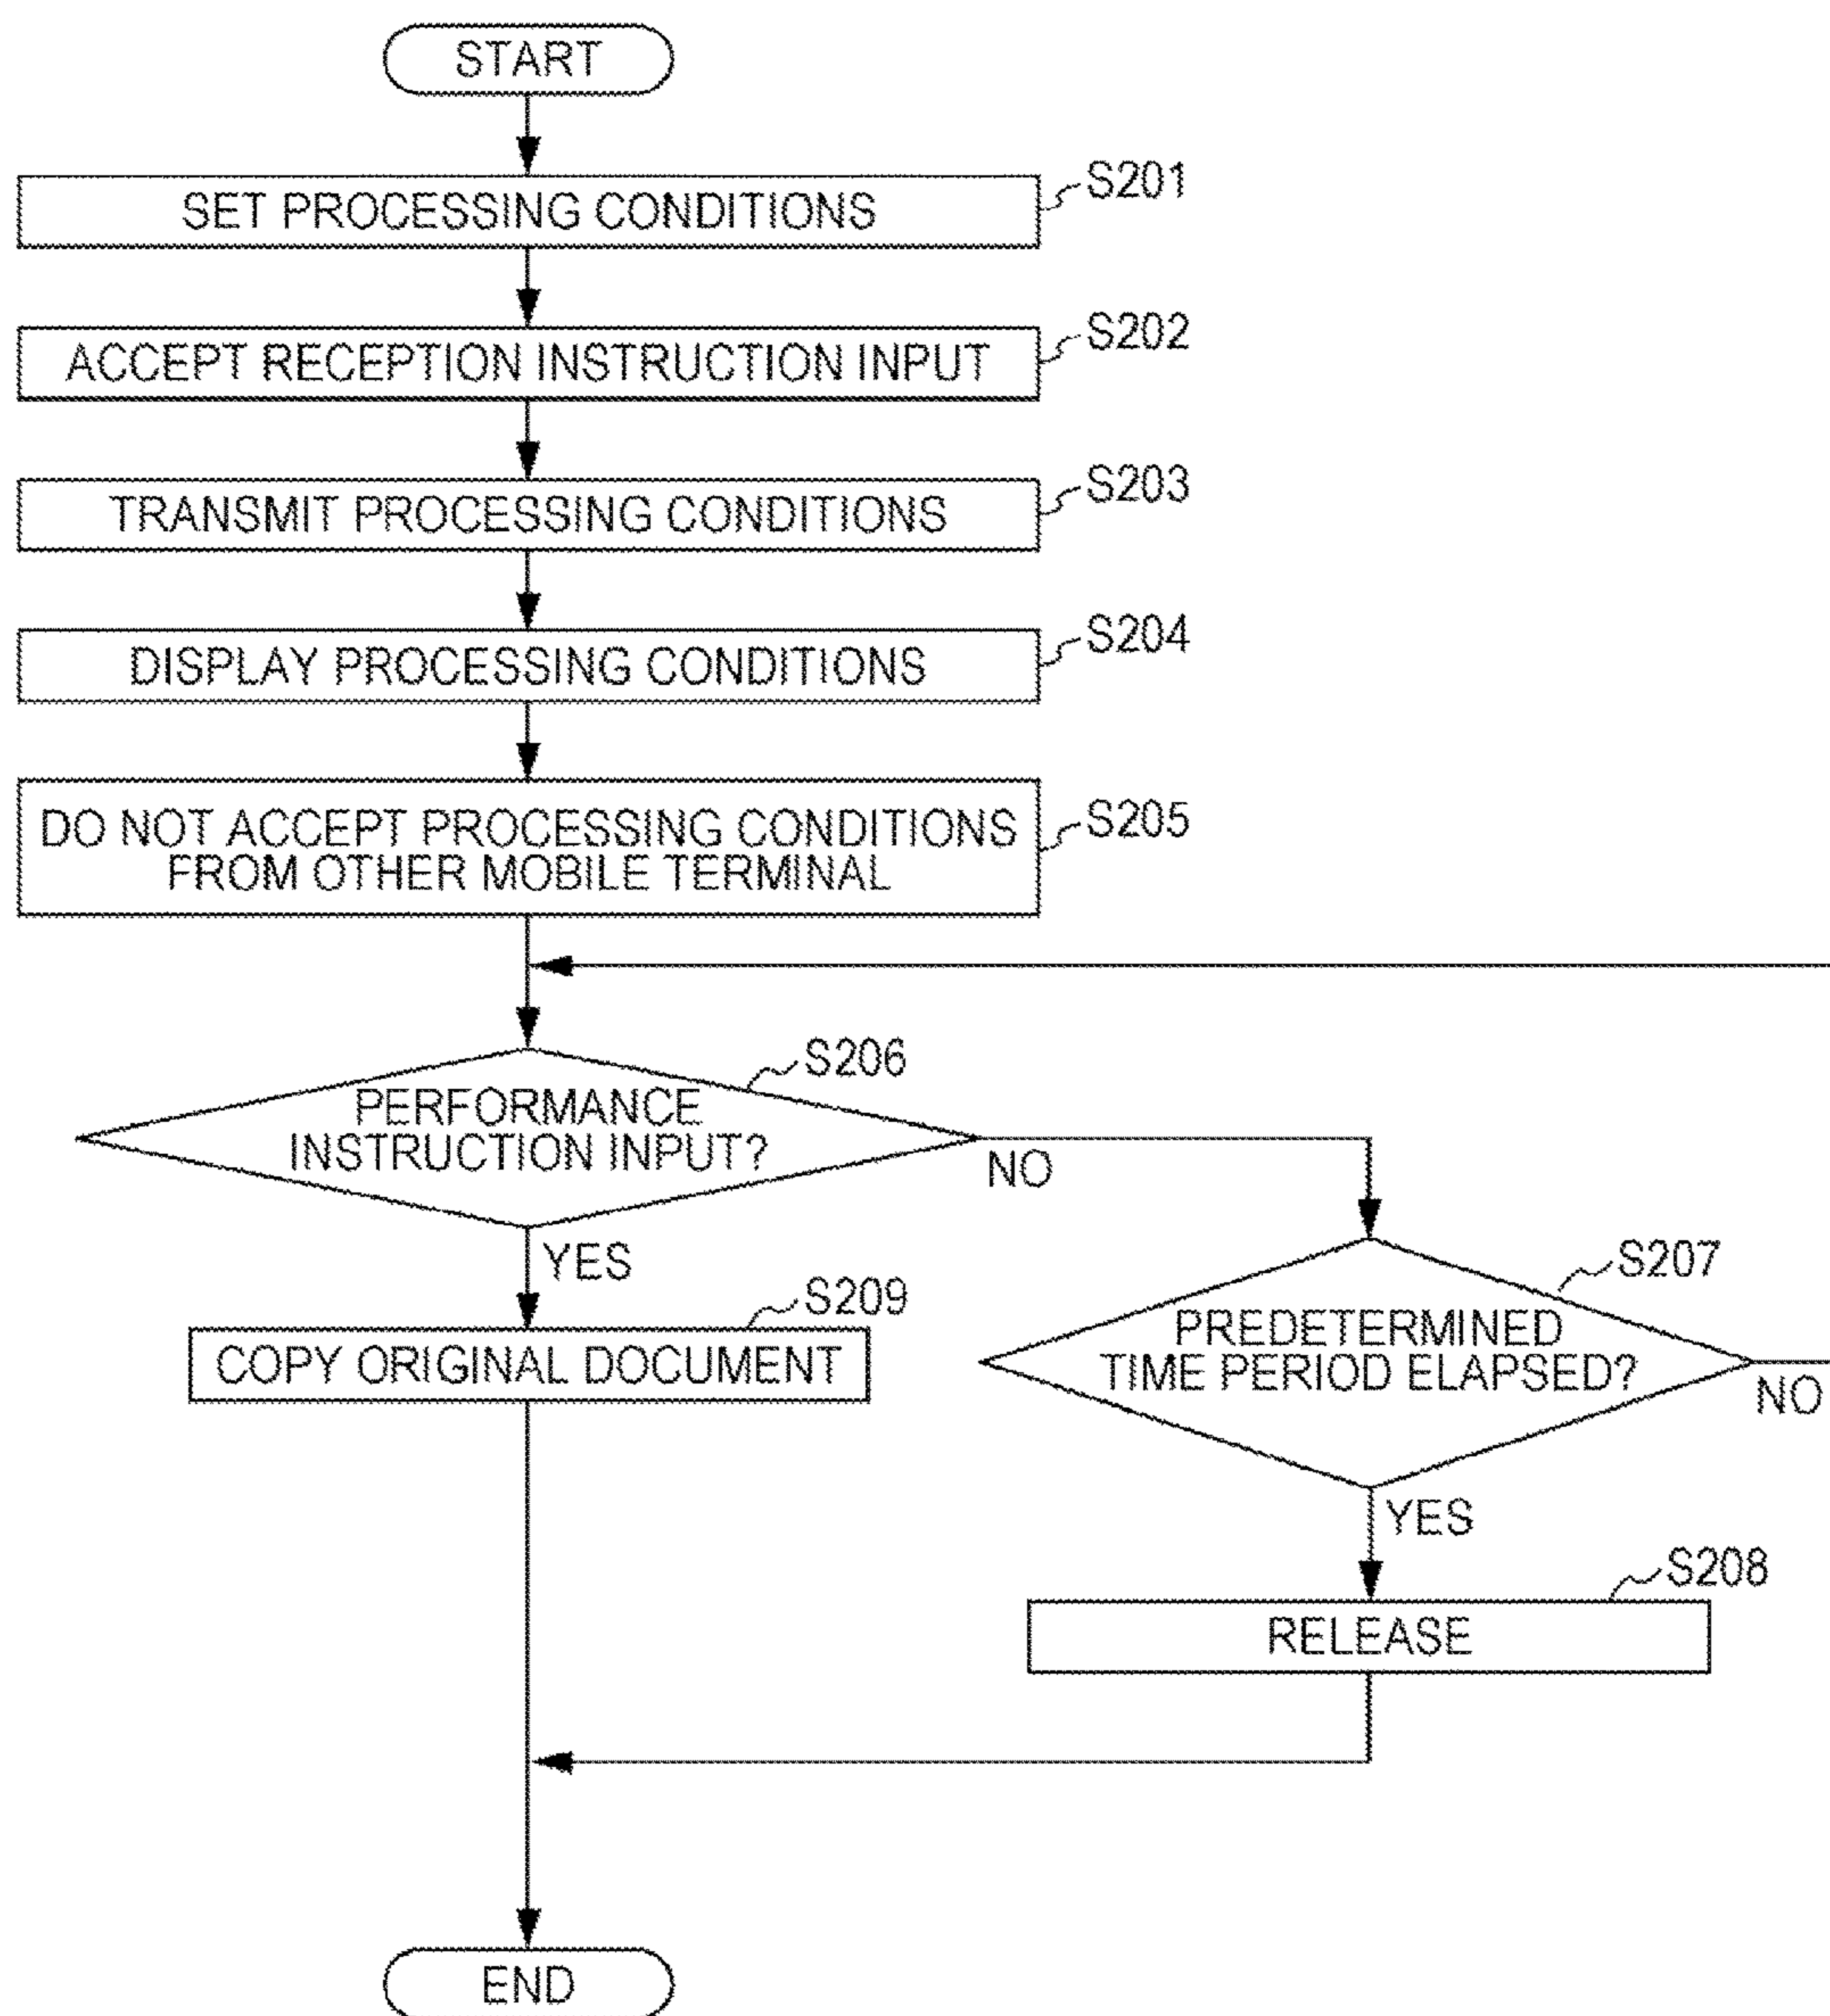 START
S201
SET PROCESSING CONDITIONS
S202
ACCEPT RECEPTION INSTRUCTION INPUT
S203
TRANSMIT PROCESSING CONDITIONS
S204
DISPLAY PROCESSING CONDITIONS
S205
DO NOT ACCEPT PROCESSING CONDITIONS
FROM OTHER MOBILE TERMINAL
S206
PERFORMANCE
INSTRUCTION INPUT?
NO
YES
S207
PREDETERMINED
TIME PERIOD ELAPSED?
NO
S209
COPY ORIGINAL DOCUMENT
YES
S208
RELEASE
END